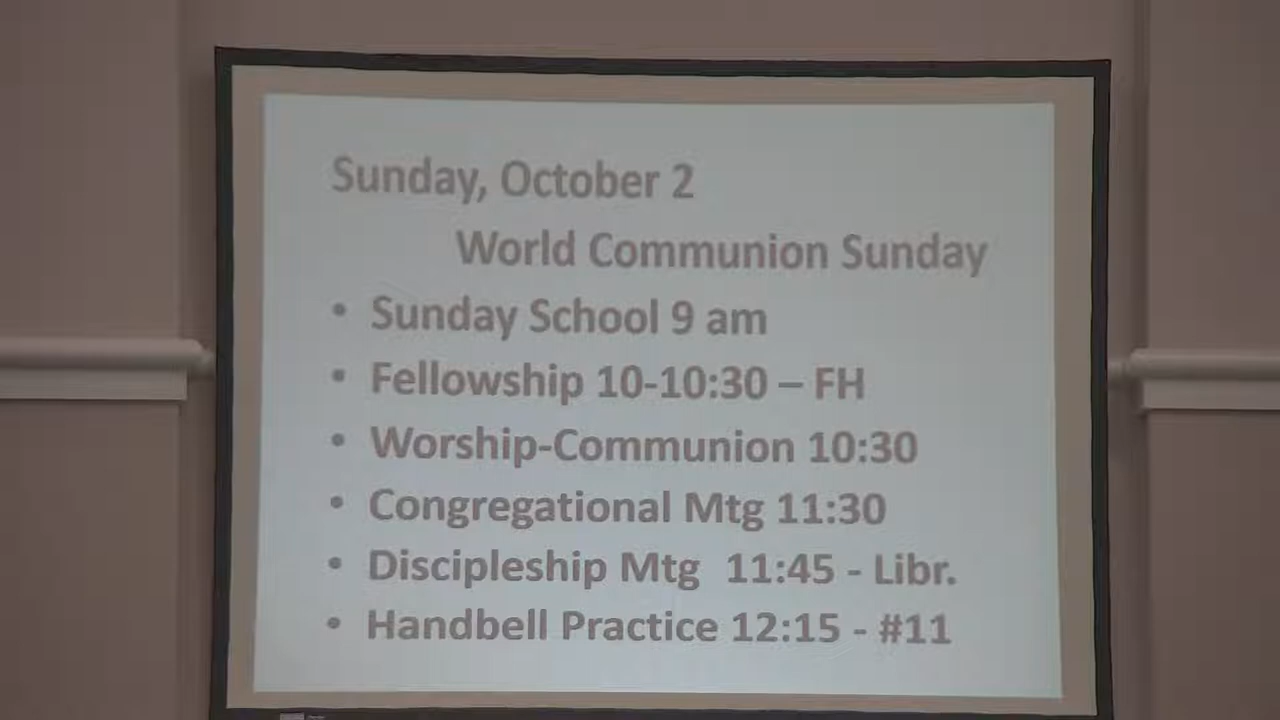 Sunday, October 2
World Communion Sunday
• Sunday School 9 am
• Fellowship 10-10:30 – FH
• Worship-Communion 10:30
• Congregational Mtg 11:30
• Discipleship Mtg  11:45 - Libr.
• Handbell Practice 12:15 - #11